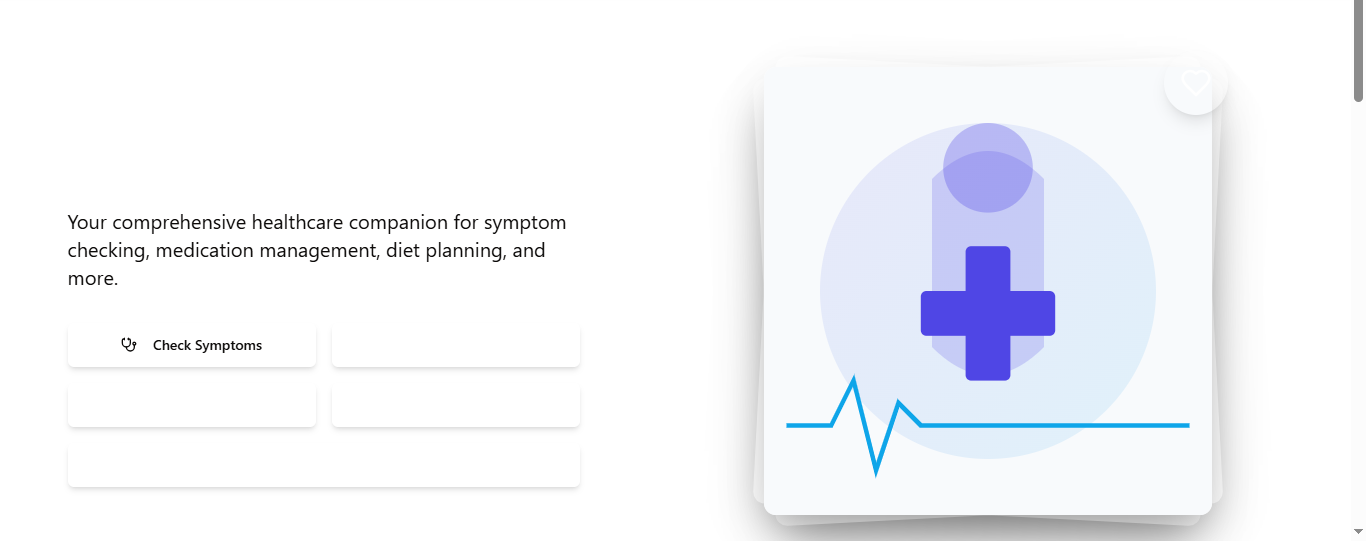 Your comprehensive healthcare companion for symptom
checking, medication management, diet planning, and
more.
Check Symptoms